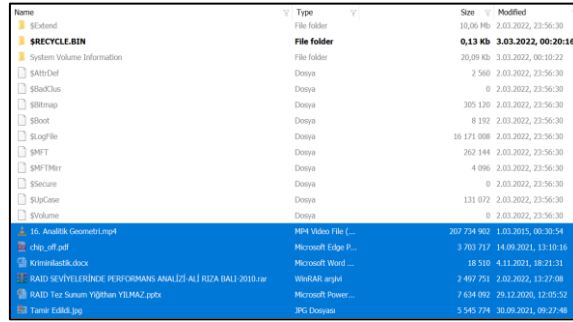 Name Type Size Modified
$Extend File folder 10,06 Mb 2.03.2022, 23:56:30
$RECYCLE.BIN File folder 0,13 Kb 3.03.2022, 00:20:16
System Volume Information File folder 20,09 Kb 3.03.2022, 00:10:22
$AttrDef Dosya 2 560 2.03.2022, 23:56:30
$BadClus Dosya 0 2.03.2022, 23:56:30
$Bitmap Dosya 305 120 2.03.2022, 23:56:30
$Boot Dosya 8 192 2.03.2022, 23:56:30
$LogFile Dosya 16 171 008 2.03.2022, 23:56:30
$MFT Dosya 262 144 2.03.2022, 23:56:30
$MFTMirr Dosya 4 096 2.03.2022, 23:56:30
$Secure Dosya 0 2.03.2022, 23:56:30
$UpCase Dosya 131 072 2.03.2022, 23:56:30
$Volume Dosya 0 2.03.2022, 23:56:30
16. Analitik Geometri.mp4 MP4 Video File (... 207 734 902 1.03.2015, 00:30:54
chip_off.pdf Microsoft Edge P... 3 703 717 14.09.2021, 13:10:16
Kriminilastik.docx Microsoft Word ... 18 510 4.11.2021, 18:21:31
RAID SEVİYELERİNDE PERFORMANS ANALİZİ-ALİ RIZA BALI-2010.rar WinRAR arşivi 2 497 751 2.02.2022, 13:27:08
RAID Tez Sunum Yiğithan YILMAZ.pptx Microsoft Power... 7 634 092 29.12.2020, 12:05:52
Tamir Edildi.jpg JPG Dosyası 5 545 774 30.09.2021, 09:27:48